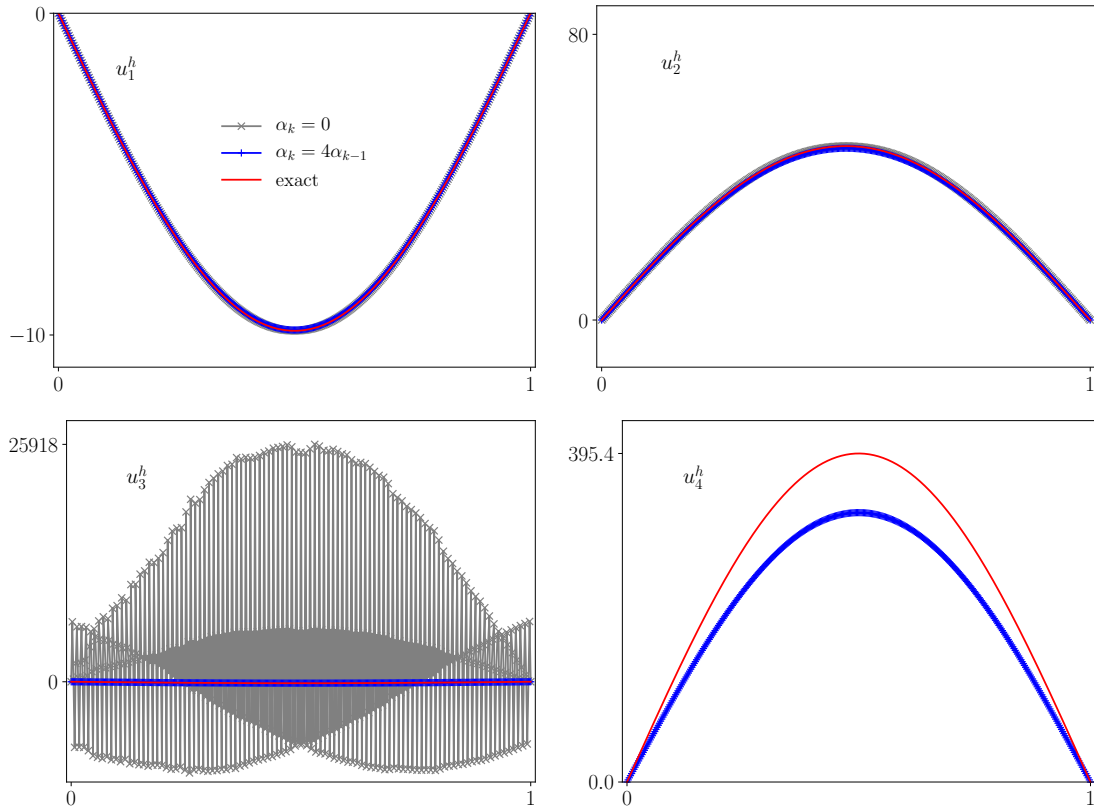 0
u_1^h
α_k = 0
α_k = 4α_{k−1}
exact
−10
0
1
80
u_2^h
0
0
1
25918
u_3^h
0
0
1
395.4
u_4^h
0.0
0
1